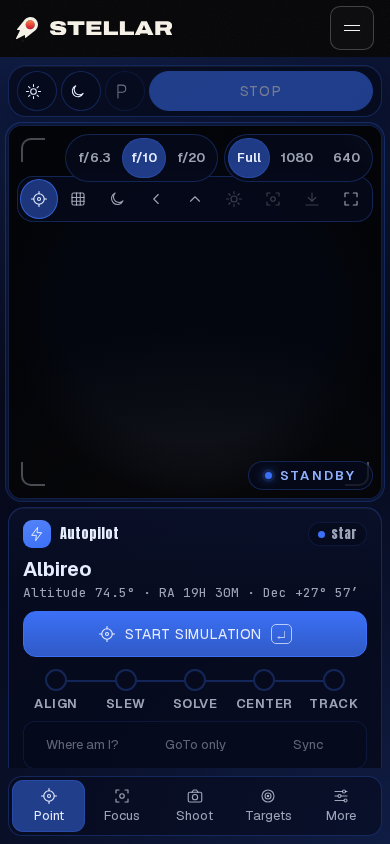 STELLAR
P STOP
f/6.3 f/10 f/20 Full 1080 640
STANDBY
Autopilot star
Albireo
Altitude 74.5° · RA 19H 30M · Dec +27° 57′
START SIMULATION
ALIGN SLEW SOLVE CENTER TRACK
Where am I? GoTo only Sync
Point Focus Shoot Targets More